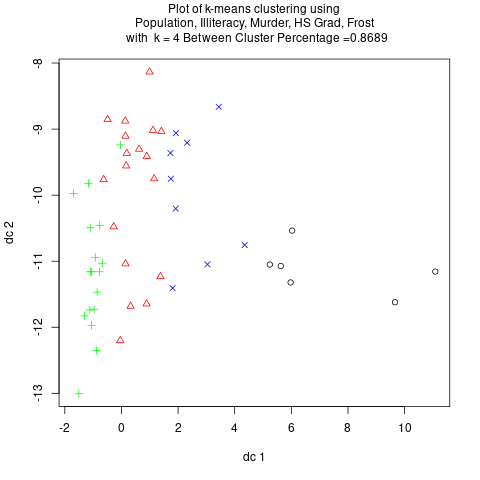 Plot of k-means clustering using
Population, Illiteracy, Murder, HS Grad, Frost
with  k = 4 Between Cluster Percentage =0.8689
-8
-9
-10
-11
-12
-13
dc 2
-2 0 2 4 6 8 10
dc 1